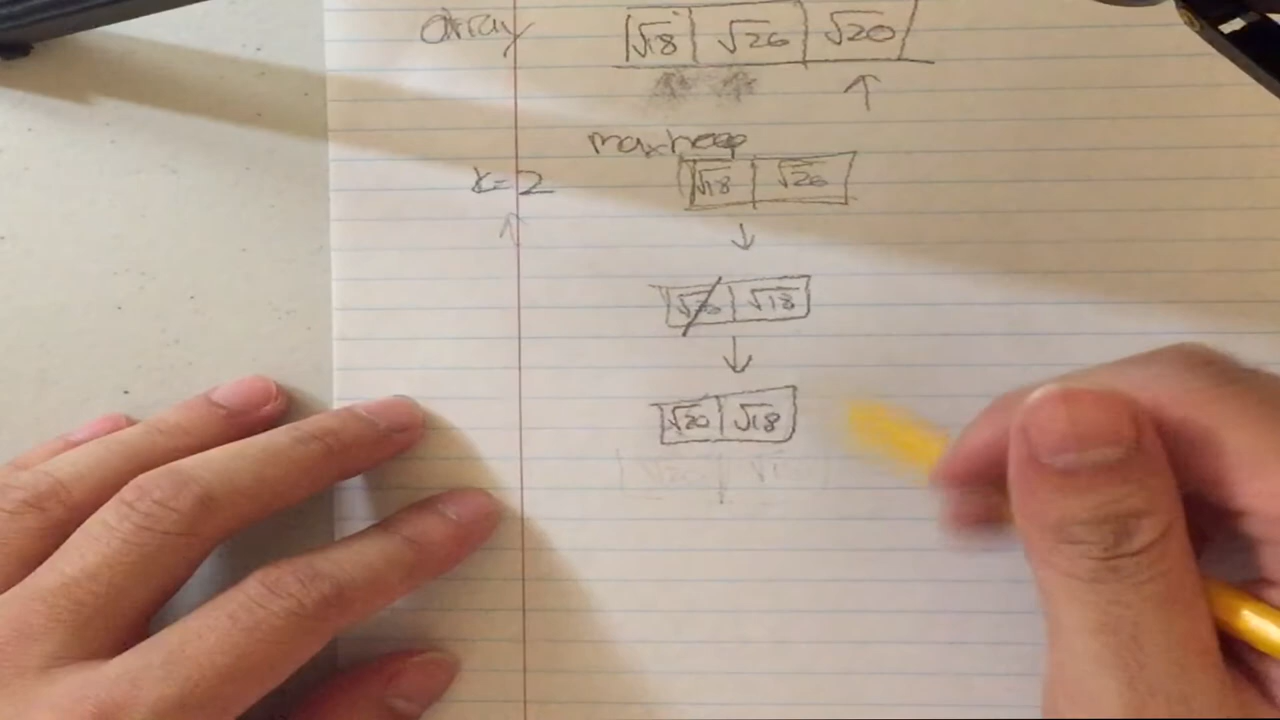 array √18 √26 √20
maxheap
k=2 √18 √26
√26 √18
√20 √18